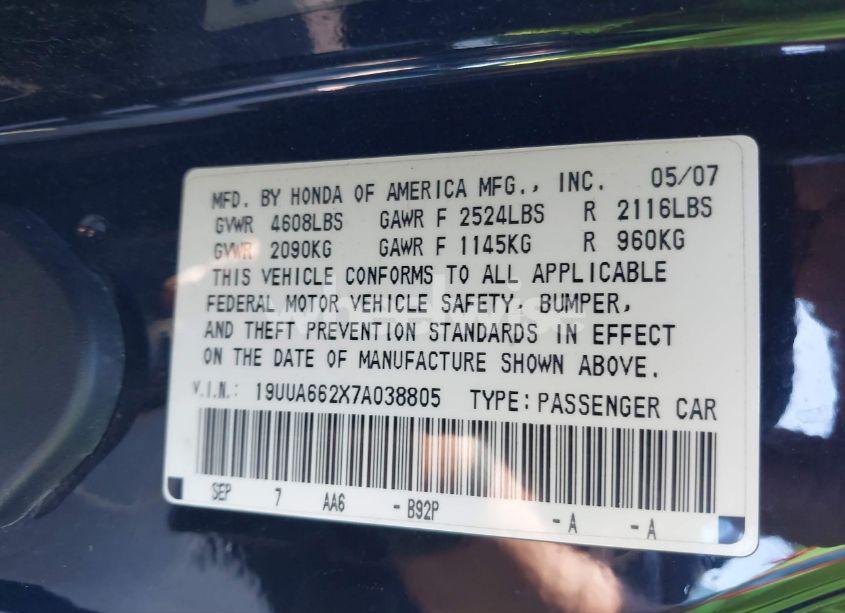 MFD. BY HONDA OF AMERICA MFG., INC. 05/07
GVWR 4608LBS GAWR F 2524LBS R 2116LBS
GVWR 2090KG GAWR F 1145KG R 960KG
THIS VEHICLE CONFORMS TO ALL APPLICABLE
FEDERAL MOTOR VEHICLE SAFETY, BUMPER,
AND THEFT PREVENTION STANDARDS IN EFFECT
ON THE DATE OF MANUFACTURE SHOWN ABOVE.
V.I.N.: 19UUA662X7A038805 TYPE: PASSENGER CAR
SEP 7 AA6 - B92P - A - A